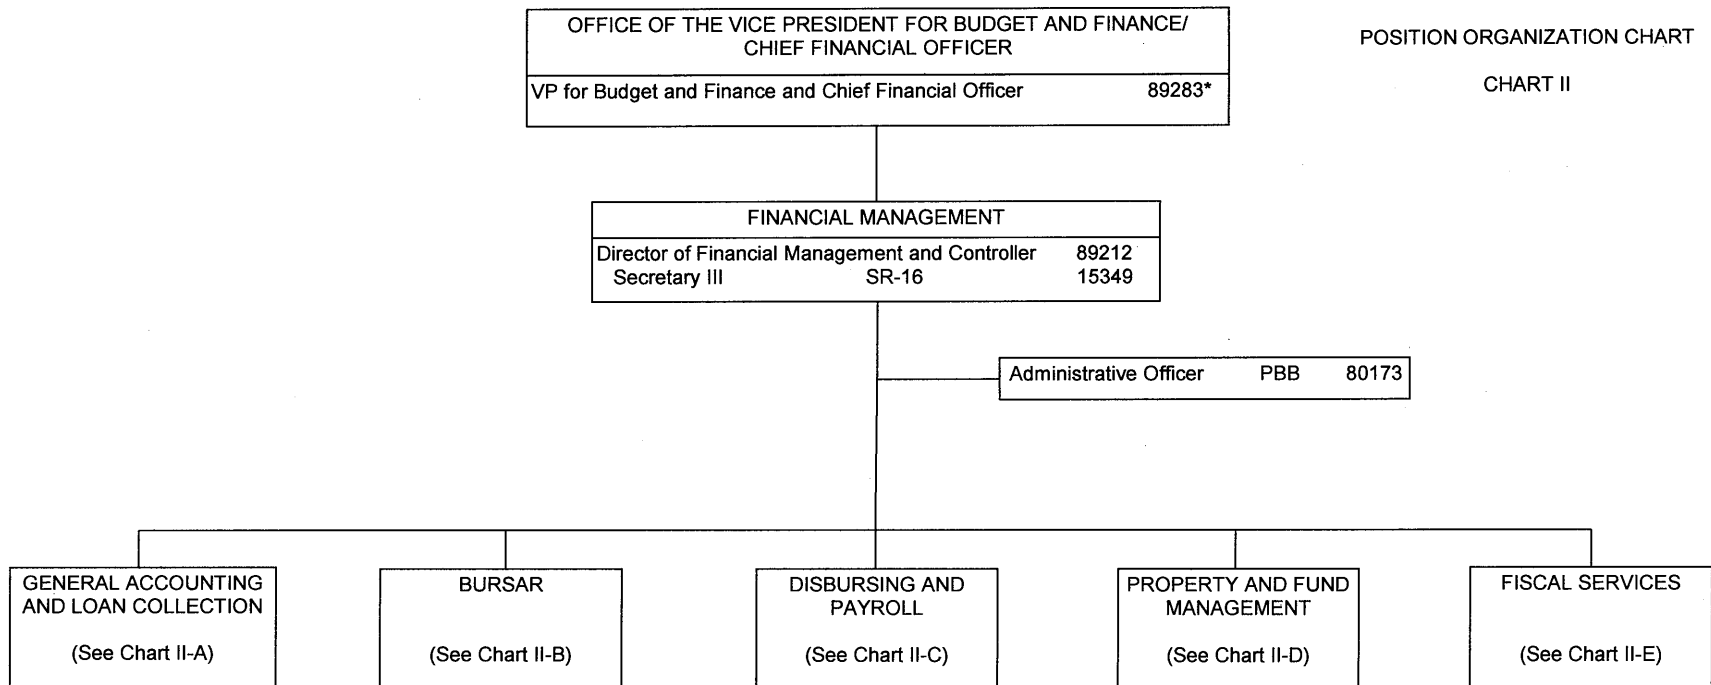 OFFICE OF THE VICE PRESIDENT FOR BUDGET AND FINANCE/
CHIEF FINANCIAL OFFICER
VP for Budget and Finance and Chief Financial Officer 89283*
POSITION ORGANIZATION CHART
CHART II
FINANCIAL MANAGEMENT
Director of Financial Management and Controller 89212
Secretary III SR-16 15349
Administrative Officer PBB 80173
GENERAL ACCOUNTING
AND LOAN COLLECTION
(See Chart II-A)
BURSAR
(See Chart II-B)
DISBURSING AND
PAYROLL
(See Chart II-C)
PROPERTY AND FUND
MANAGEMENT
(See Chart II-D)
FISCAL SERVICES
(See Chart II-E)